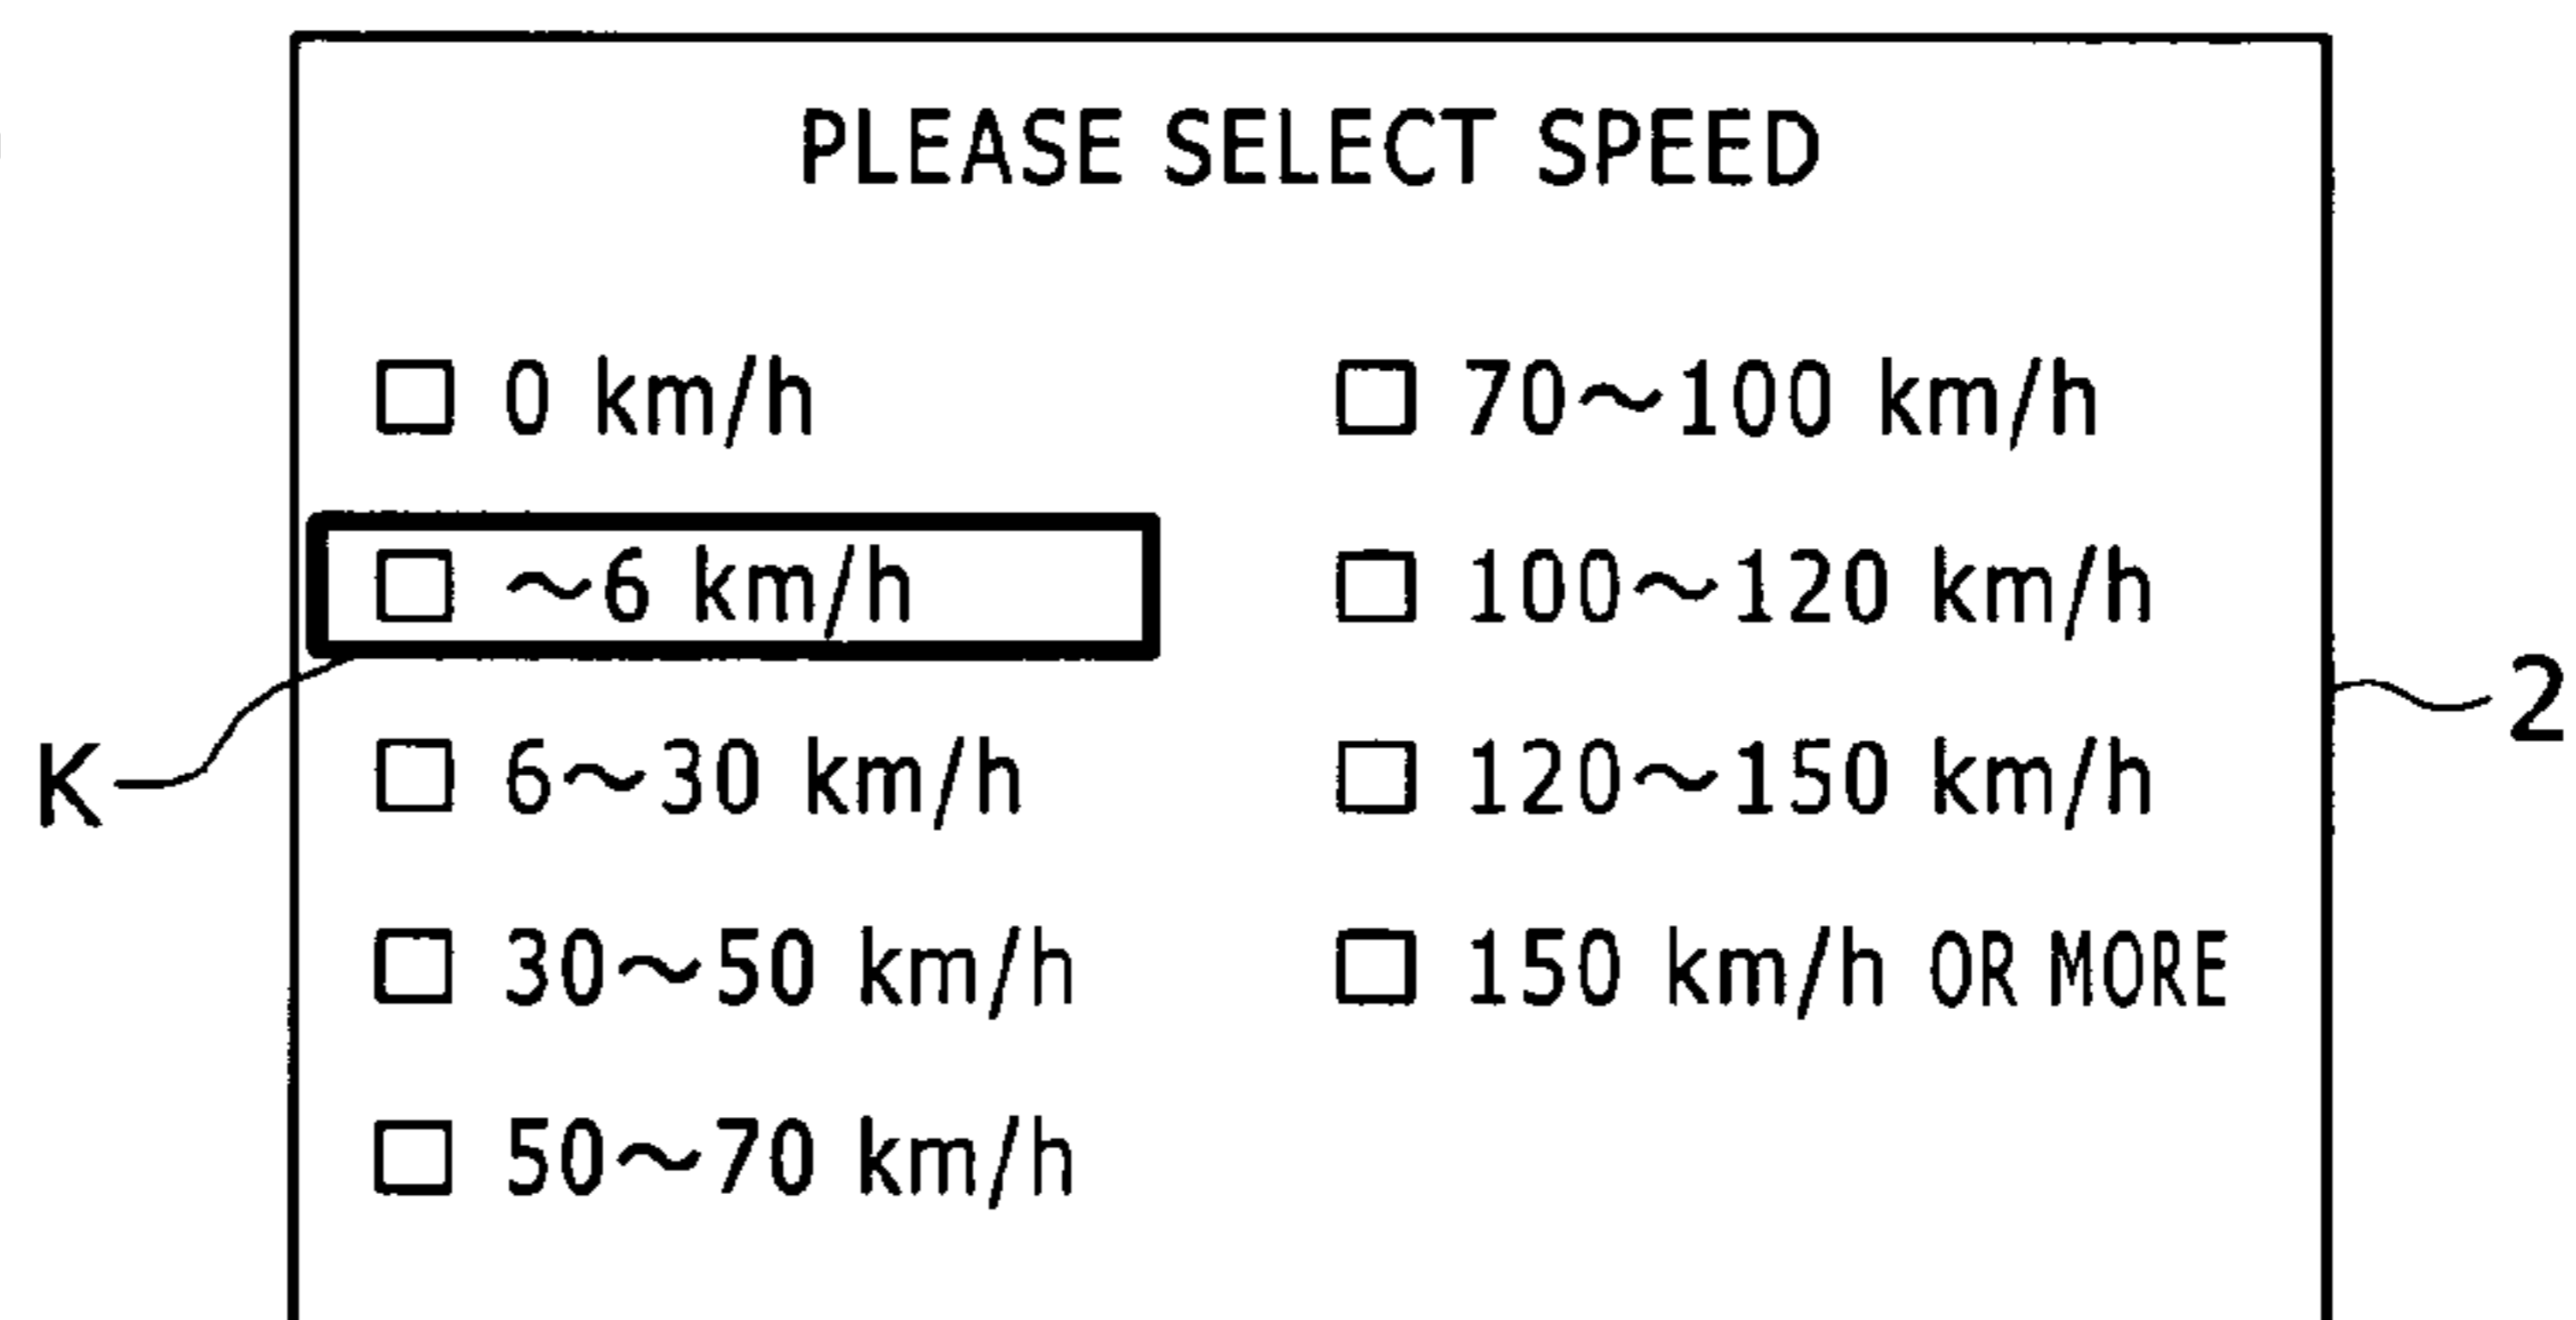 PLEASE SELECT SPEED
□ 0 km/h
□ ～6 km/h
□ 6～30 km/h
□ 30～50 km/h
□ 50～70 km/h
□ 70～100 km/h
□ 100～120 km/h
□ 120～150 km/h
□ 150 km/h OR MORE
K
2